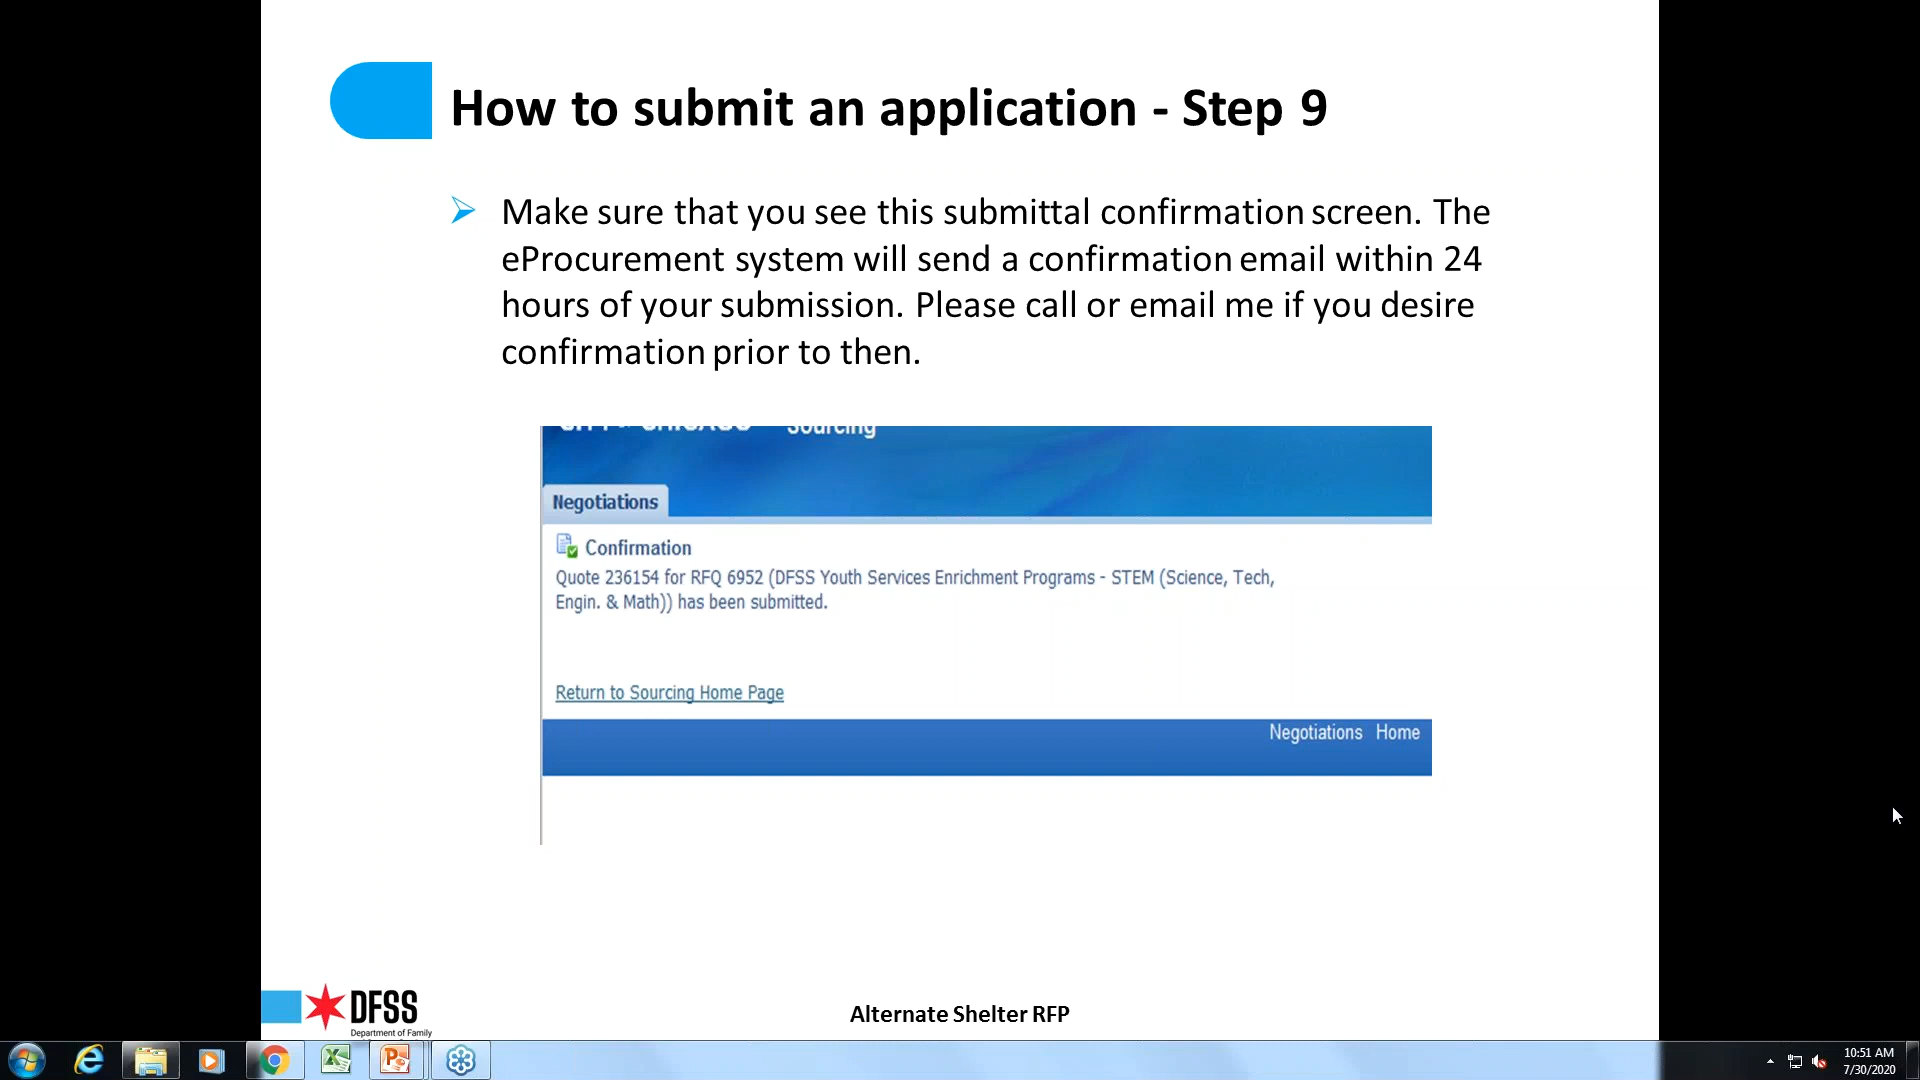 How to submit an application - Step 9
Make sure that you see this submittal confirmation screen. The
eProcurement system will send a confirmation email within 24
hours of your submission. Please call or email me if you desire
confirmation prior to then.
Sourcing
Negotiations
Confirmation
Quote 236154 for RFQ 6952 (DFSS Youth Services Enrichment Programs - STEM (Science, Tech,
Engin. & Math)) has been submitted.
Return to Sourcing Home Page
Negotiations Home
DFSS
Department of Family
Alternate Shelter RFP
10:51 AM
7/30/2020